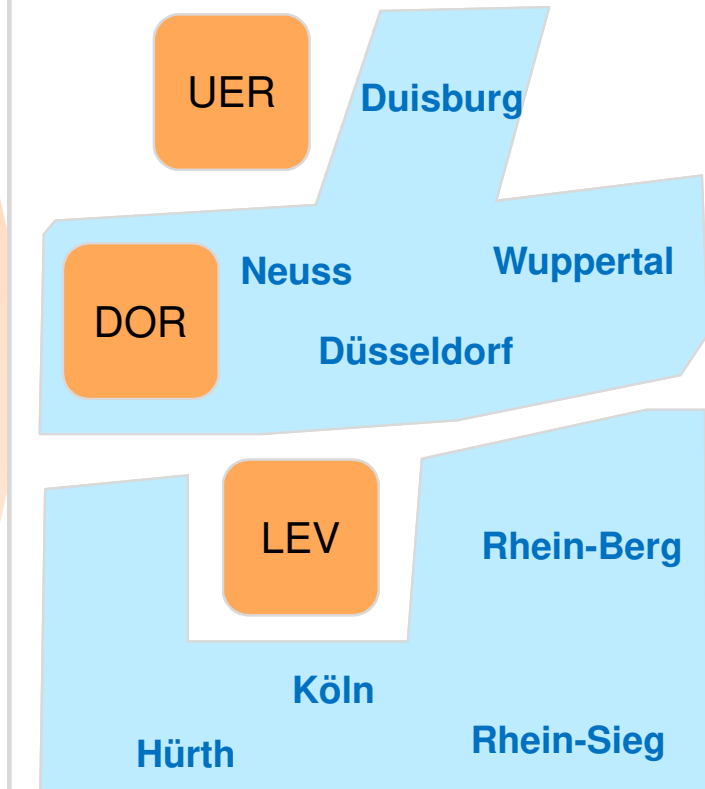 UER
Duisburg
Neuss
Wuppertal
DOR
Düsseldorf
LEV
Rhein-Berg
Köln
Rhein-Sieg
Hürth